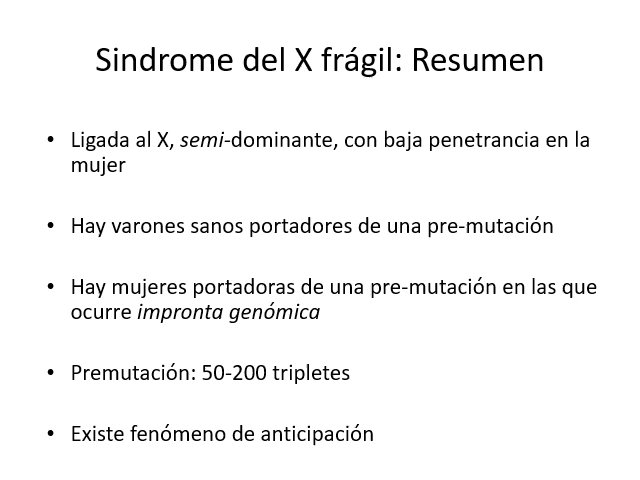 Sindrome del X frágil: Resumen
• Ligada al X, semi-dominante, con baja penetrancia en la
mujer
• Hay varones sanos portadores de una pre-mutación
• Hay mujeres portadoras de una pre-mutación en las que
ocurre impronta genómica
• Premutación: 50-200 tripletes
• Existe fenómeno de anticipación